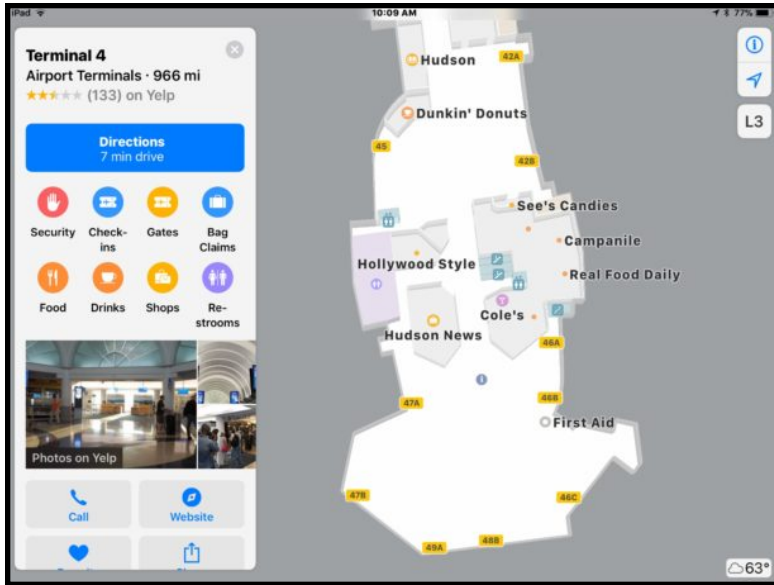 iPad
10:09 AM
77%
Terminal 4
Airport Terminals · 966 mi
(133) on Yelp
Directions
7 min drive
Security
Check-
ins
Gates
Bag
Claims
Food
Drinks
Shops
Re-
strooms
Photos on Yelp
Call
Website
Hudson
42A
Dunkin' Donuts
45
42B
See's Candies
Campanile
Hollywood Style
Real Food Daily
Cole's
Hudson News
46A
47A
46B
First Aid
47B
46C
48B
49A
L3
63°